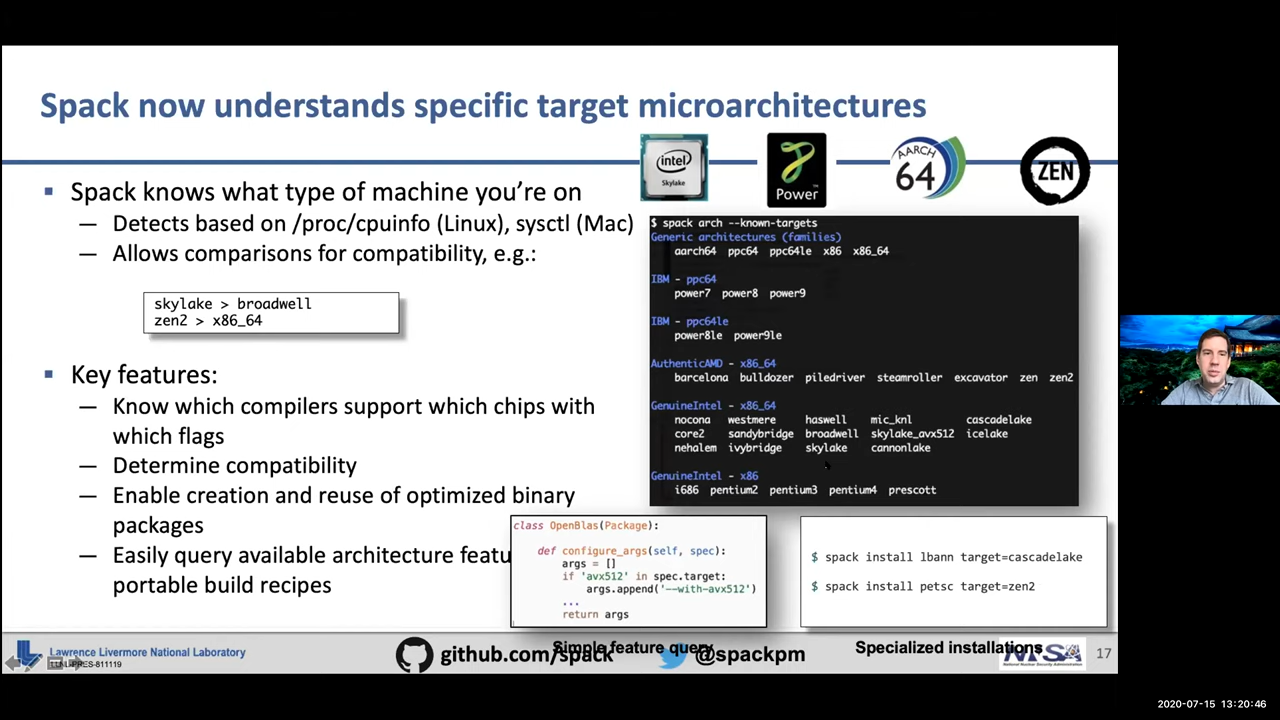 Spack now understands specific target microarchitectures
intel
Skylake
Power
AARCH
64
ZEN
Spack knows what type of machine you're on
— Detects based on /proc/cpuinfo (Linux), sysctl (Mac)
— Allows comparisons for compatibility, e.g.:
skylake > broadwell
zen2 > x86_64
Key features:
— Know which compilers support which chips with
which flags
— Determine compatibility
— Enable creation and reuse of optimized binary
packages
— Easily query available architecture featu
portable build recipes
$ spack arch --known-targets
Generic architectures (families)
aarch64 ppc64 ppc64le x86 x86_64
IBM - ppc64
power7 power8 power9
IBM - ppc64le
power8le power9le
AuthenticAMD - x86_64
barcelona bulldozer piledriver steamroller excavator zen zen2
GenuineIntel - x86_64
nocona westmere haswell mic_knl cascadelake
core2 sandybridge broadwell skylake_avx512 icelake
nehalem ivybridge skylake cannonlake
GenuineIntel - x86
i686 pentium2 pentium3 pentium4 prescott
class OpenBlas(Package):
def configure_args(self, spec):
args = []
if 'avx512' in spec.target:
args.append('--with-avx512')
...
return args
$ spack install lbann target=cascadelake
$ spack install petsc target=zen2
Simple feature query
Specialized installations
Lawrence Livermore National Laboratory
LLNL-PRES-811119
github.com/spack
@spackpm
National Nuclear Security Administration
17
2020-07-15 13:20:46